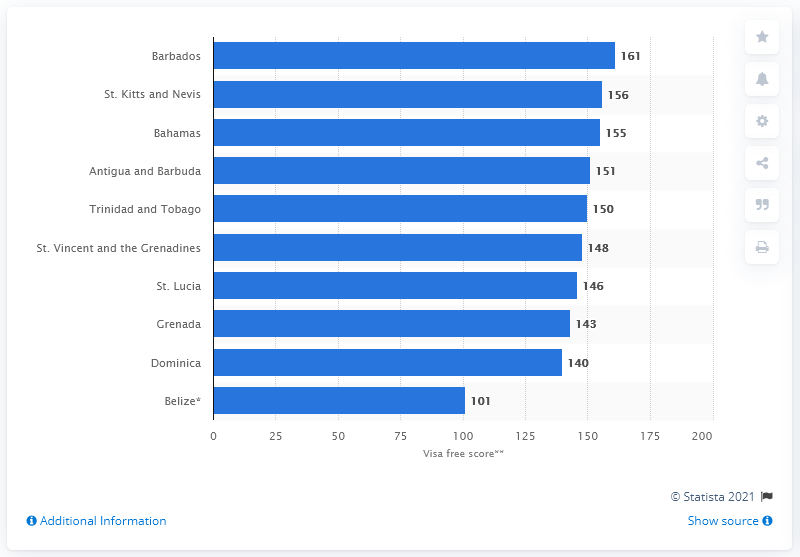 Barbados 161
St. Kitts and Nevis 156
Bahamas 155
Antigua and Barbuda 151
Trinidad and Tobago 150
St. Vincent and the Grenadines 148
St. Lucia 146
Grenada 143
Dominica 140
Belize* 101
0 25 50 75 100 125 150 175 200
Visa free score**
© Statista 2021
Additional Information Show source